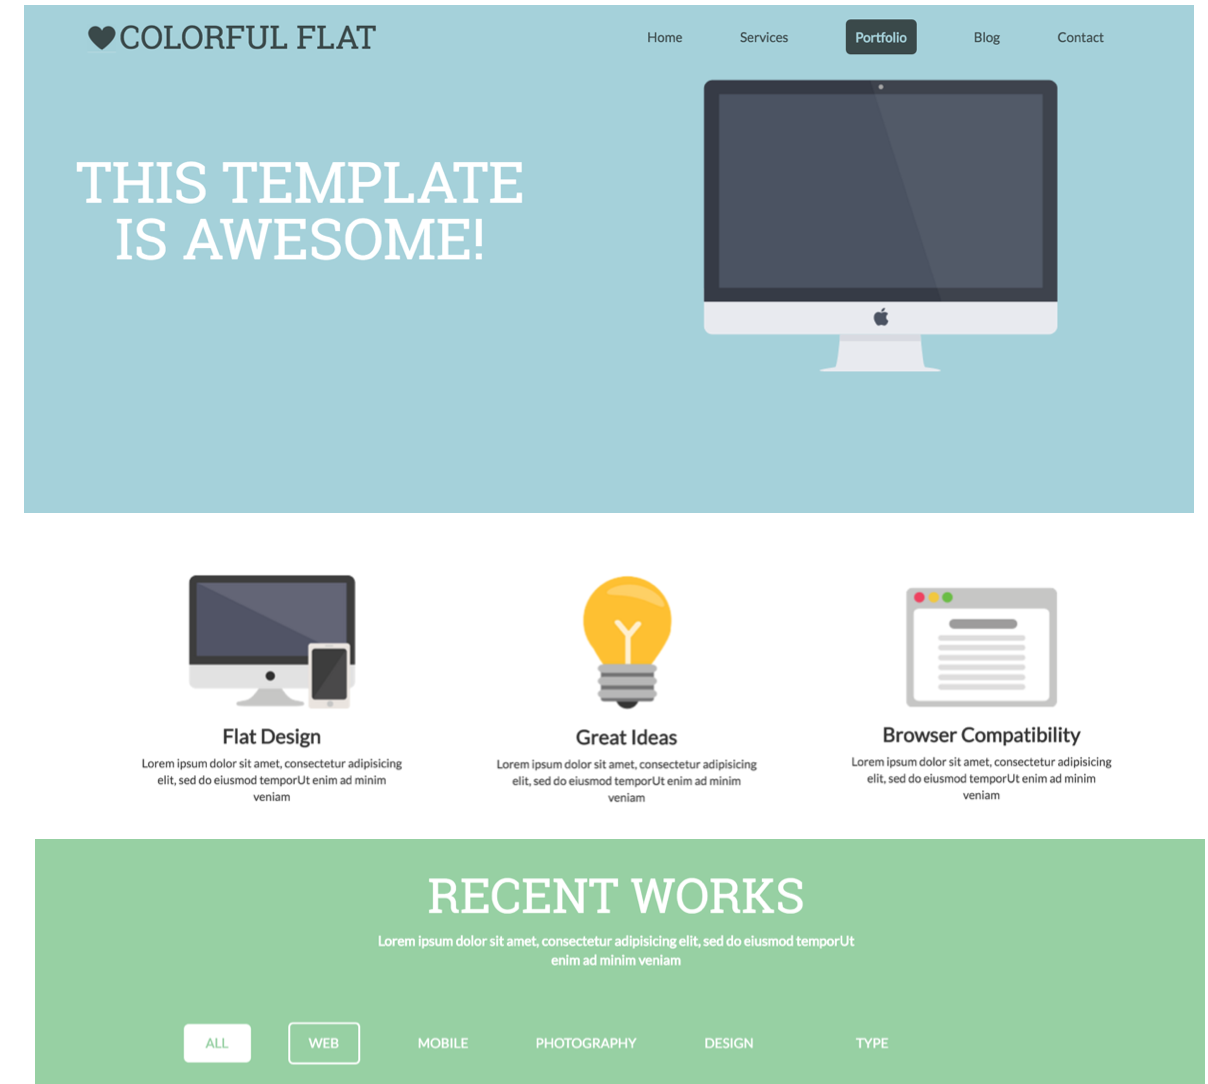 COLORFUL FLAT
Home Services Portfolio Blog Contact
THIS TEMPLATE
IS AWESOME!
Flat Design
Lorem ipsum dolor sit amet, consectetur adipisicing
elit, sed do eiusmod temporUt enim ad minim
veniam
Great Ideas
Lorem ipsum dolor sit amet, consectetur adipisicing
elit, sed do eiusmod temporUt enim ad minim
veniam
Browser Compatibility
Lorem ipsum dolor sit amet, consectetur adipisicing
elit, sed do eiusmod temporUt enim ad minim
veniam
RECENT WORKS
Lorem ipsum dolor sit amet, consectetur adipisicing elit, sed do eiusmod temporUt
enim ad minim veniam
ALL WEB MOBILE PHOTOGRAPHY DESIGN TYPE